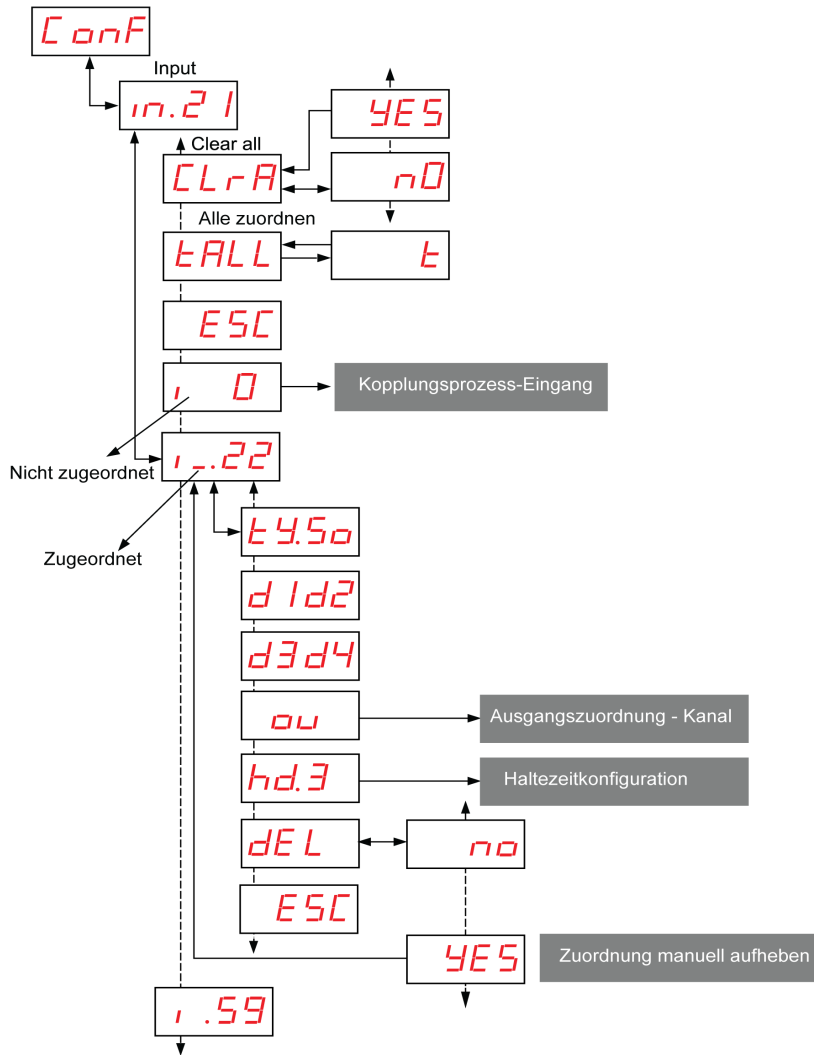 ConF
Input
in.21
YES
Clear all
CLrA
nO
Alle zuordnen
tALL
t
ESC
i 0
Kopplungsprozess-Eingang
i_.22
Nicht zugeordnet
Zugeordnet
tY.So
d1d2
d3d4
ou
Ausgangszuordnung - Kanal
hd.3
Haltezeitkonfiguration
dEL
no
ESC
YES
Zuordnung manuell aufheben
i .59